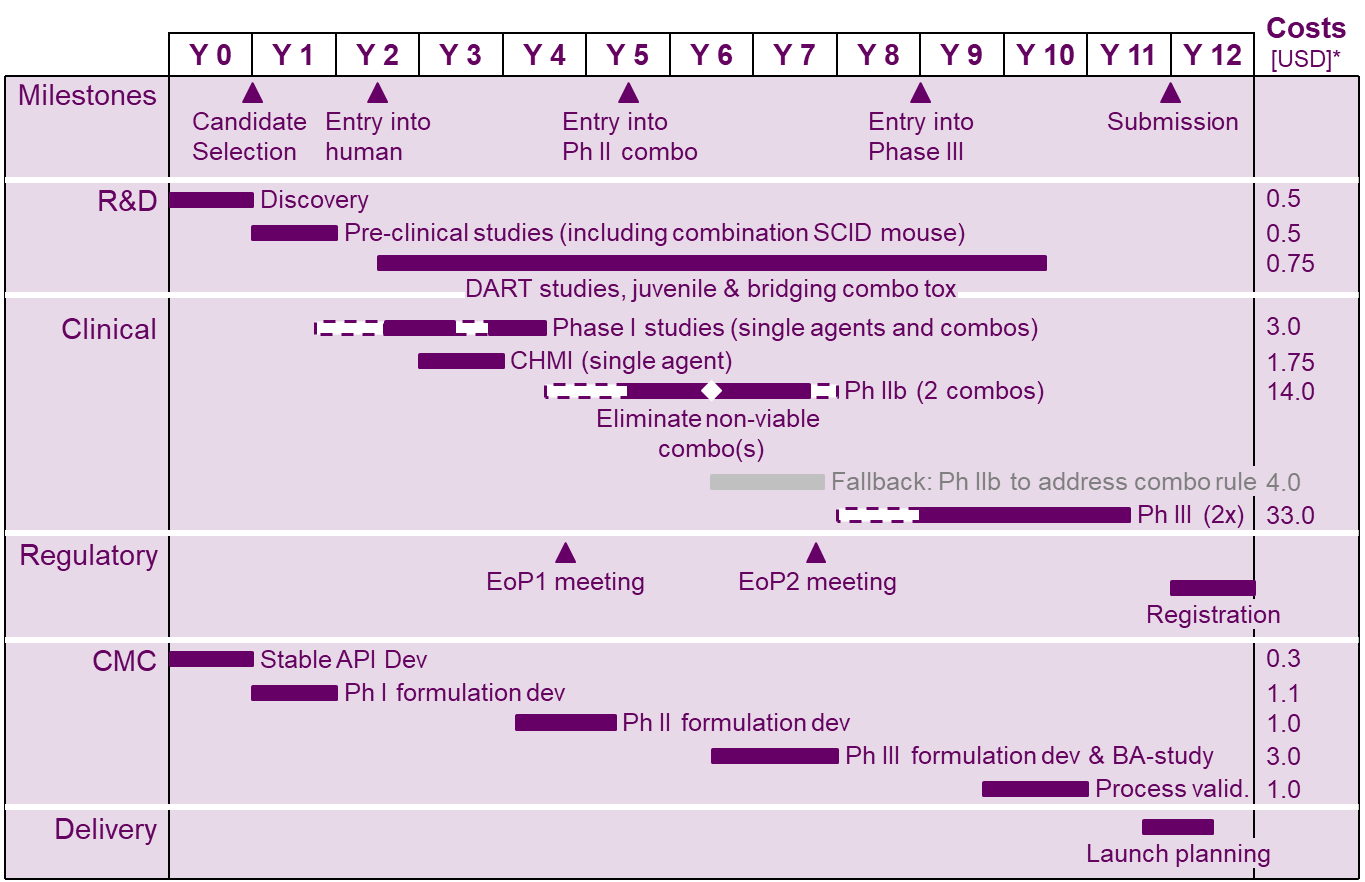 Costs
[USD]*
Y 0 Y 1 Y 2 Y 3 Y 4 Y 5 Y 6 Y 7 Y 8 Y 9 Y 10 Y 11 Y 12
Milestones
Candidate
Selection
Entry into
human
Entry into
Ph II combo
Entry into
Phase III
Submission
R&D
Discovery 0.5
Pre-clinical studies (including combination SCID mouse) 0.5
0.75
DART studies, juvenile & bridging combo tox
Clinical
Phase I studies (single agents and combos) 3.0
CHMI (single agent) 1.75
Ph IIb (2 combos) 14.0
Eliminate non-viable
combo(s)
Fallback: Ph IIb to address combo rule 4.0
Ph III (2x) 33.0
Regulatory
EoP1 meeting
EoP2 meeting
Registration
CMC
Stable API Dev 0.3
Ph I formulation dev 1.1
Ph II formulation dev 1.0
Ph III formulation dev & BA-study 3.0
Process valid. 1.0
Delivery
Launch planning